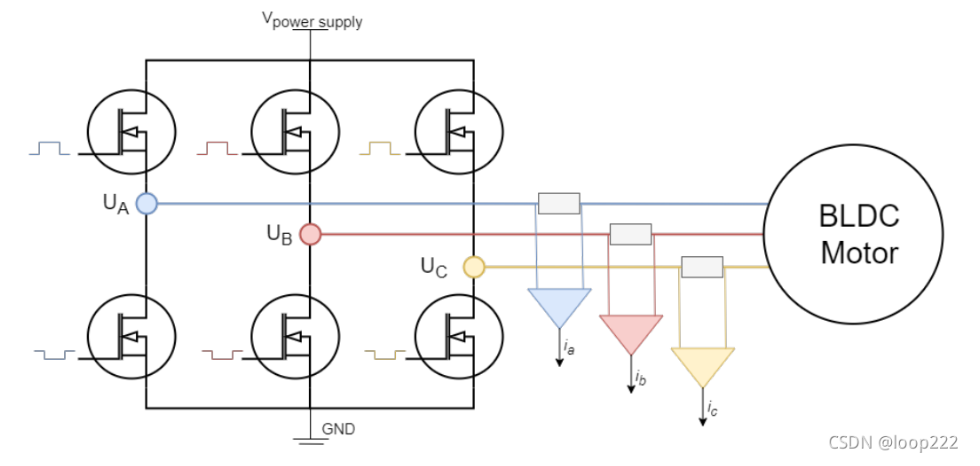 Vpower supply
UA
UB
UC
BLDC
Motor
ia
ib
ic
GND
CSDN @loop222